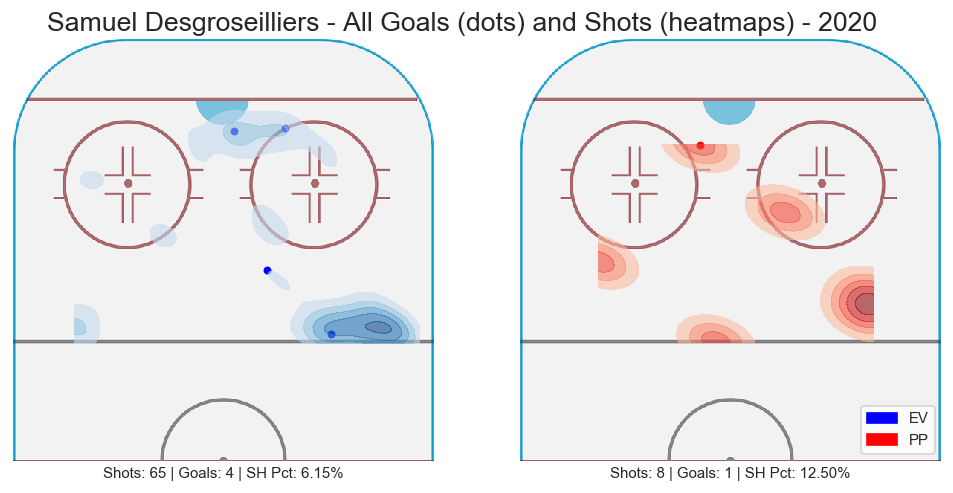 Samuel Desgroseilliers - All Goals (dots) and Shots (heatmaps) - 2020
EV
PP
Shots: 65 | Goals: 4 | SH Pct: 6.15%
Shots: 8 | Goals: 1 | SH Pct: 12.50%